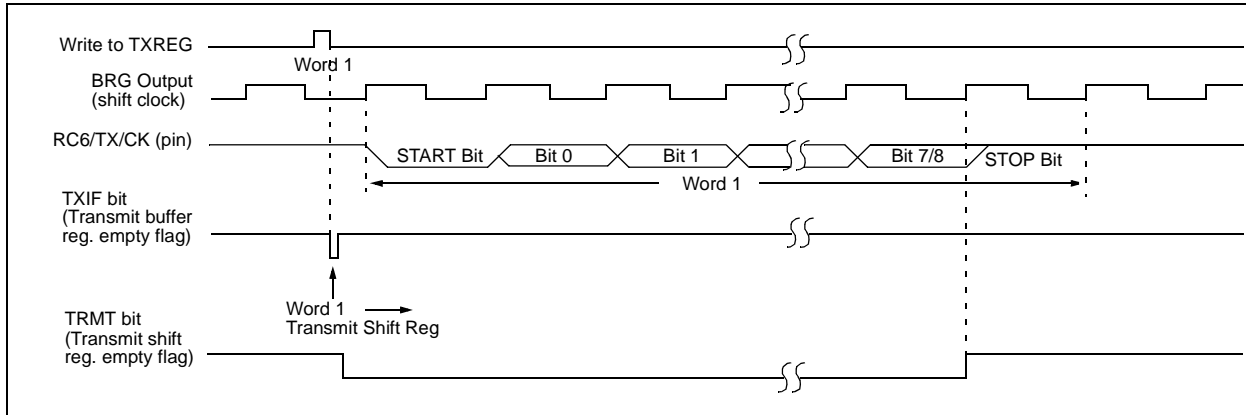 Write to TXREG
Word 1
BRG Output
(shift clock)
RC6/TX/CK (pin)
START Bit
Bit 0
Bit 1
Bit 7/8
STOP Bit
Word 1
TXIF bit
(Transmit buffer
reg. empty flag)
Word 1
Transmit Shift Reg
TRMT bit
(Transmit shift
reg. empty flag)